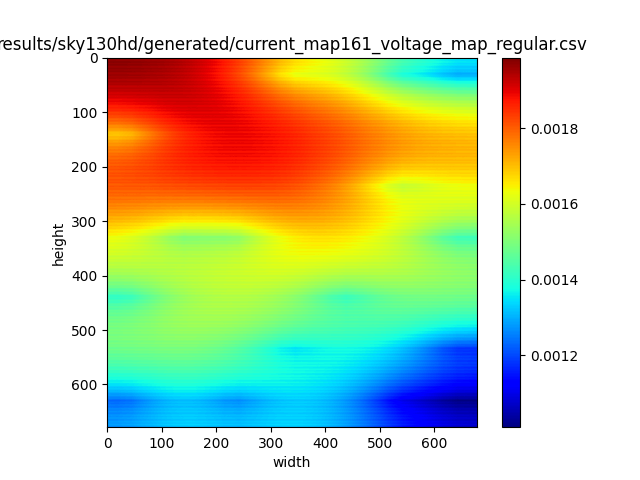 results/sky130hd/generated/current_map161_voltage_map_regular.csv
0
100
200
300
400
500
600
height
0 100 200 300 400 500 600
width
0.0018
0.0016
0.0014
0.0012